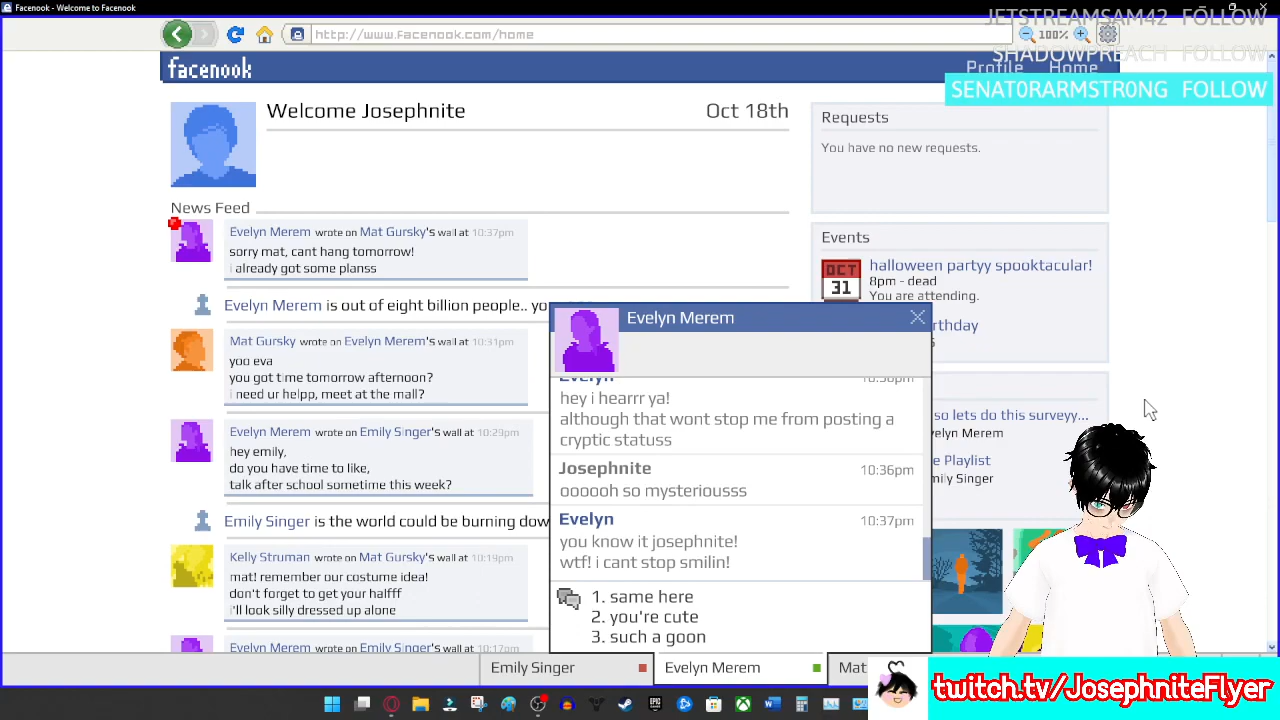 Facenook - Welcome to Facenook
JETSTREAMSAM42 FOLLOW
http://www.facenook.com/home
100%
SHADOWPREACH FOLLOW
facenook
Profile
Home
SENAT0RARMSTR0NG FOLLOW
Welcome Josephnite
Oct 18th
Requests
You have no new requests.
News Feed
Evelyn Merem wrote on Mat Gursky's wall at 10:37pm
sorry mat, cant hang tomorrow!
i already got some planss
Evelyn Merem is out of eight billion people..
Mat Gursky wrote on Evelyn Merem's wall at 10:31pm
yoo eva
you got time tomorrow afternoon?
i need ur helpp, meet at the mall?
Evelyn Merem wrote on Emily Singer's wall at 10:29pm
hey emily,
do you have time to like,
talk after school sometime this week?
Emily Singer is the world could be burning dow
Kelly Struman wrote on Mat Gursky's wall at 10:19pm
mat! remember our costume idea!
don't forget to get your halfff
i'll look silly dressed up alone
Evelyn Merem wrote on Emily Singer's wall at 10:17pm
Events
OCT
31
halloween partyy spooktacular!
8pm - dead
You are attending.
rthday
so lets do this surveyy...
velyn Merem
e Playlist
mily Singer
Evelyn Merem
Evelyn
hey i hearrr ya!
although that wont stop me from posting a
cryptic statuss
Josephnite 10:36pm
oooooh so mysteriousss
Evelyn 10:37pm
you know it josephnite!
wtf! i cant stop smilin!
1. same here
2. you're cute
3. such a goon
Emily Singer
Evelyn Merem
Mat
twitch.tv/JosephniteFlyer